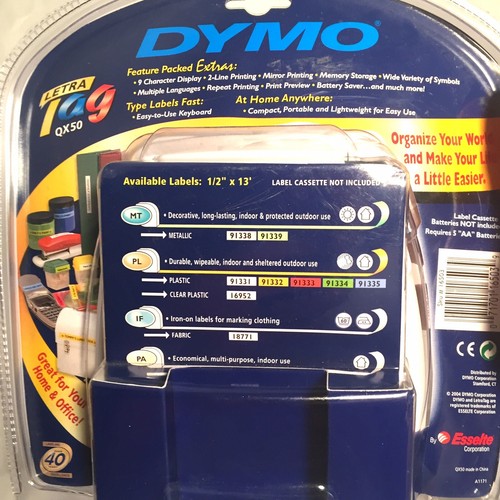 DYMO
LETRA
Tag
QX50
Feature Packed Extras:
• 9 Character Display • 2-Line Printing • Mirror Printing • Memory Storage • Wide Variety of Symbols
• Multiple Languages • Repeat Printing • Print Preview • Battery Saver...and much more!
Type Labels Fast:
• Easy-to-Use Keyboard
At Home Anywhere:
• Compact, Portable and Lightweight for Easy Use
Organize Your Wor
and Make Your L
a Little Easier.
Available Labels: 1/2" x 13'
LABEL CASSETTE NOT INCLUDED
MT • Decorative, long-lasting, indoor & protected outdoor use
METALLIC 91338 91339
PL • Durable, wipeable, indoor and sheltered outdoor use
PLASTIC 91331 91332 91333 91334 91335
CLEAR PLASTIC 16952
IF • Iron-on labels for marking clothing
FABRIC 18771
PA • Economical, multi-purpose, indoor use
Label Casset
Batteries NOT include
Requires 5 "AA" Batterie
CE
Distributed by
DYMO Corporation
Stamford, CT
© 2004 DYMO Corporation
DYMO and LetraTag are
registered trademarks of
ESSELTE Corporation
By Esselte
Corporation
QX50 made in China
A1171
Great for You
Home & Office!
40